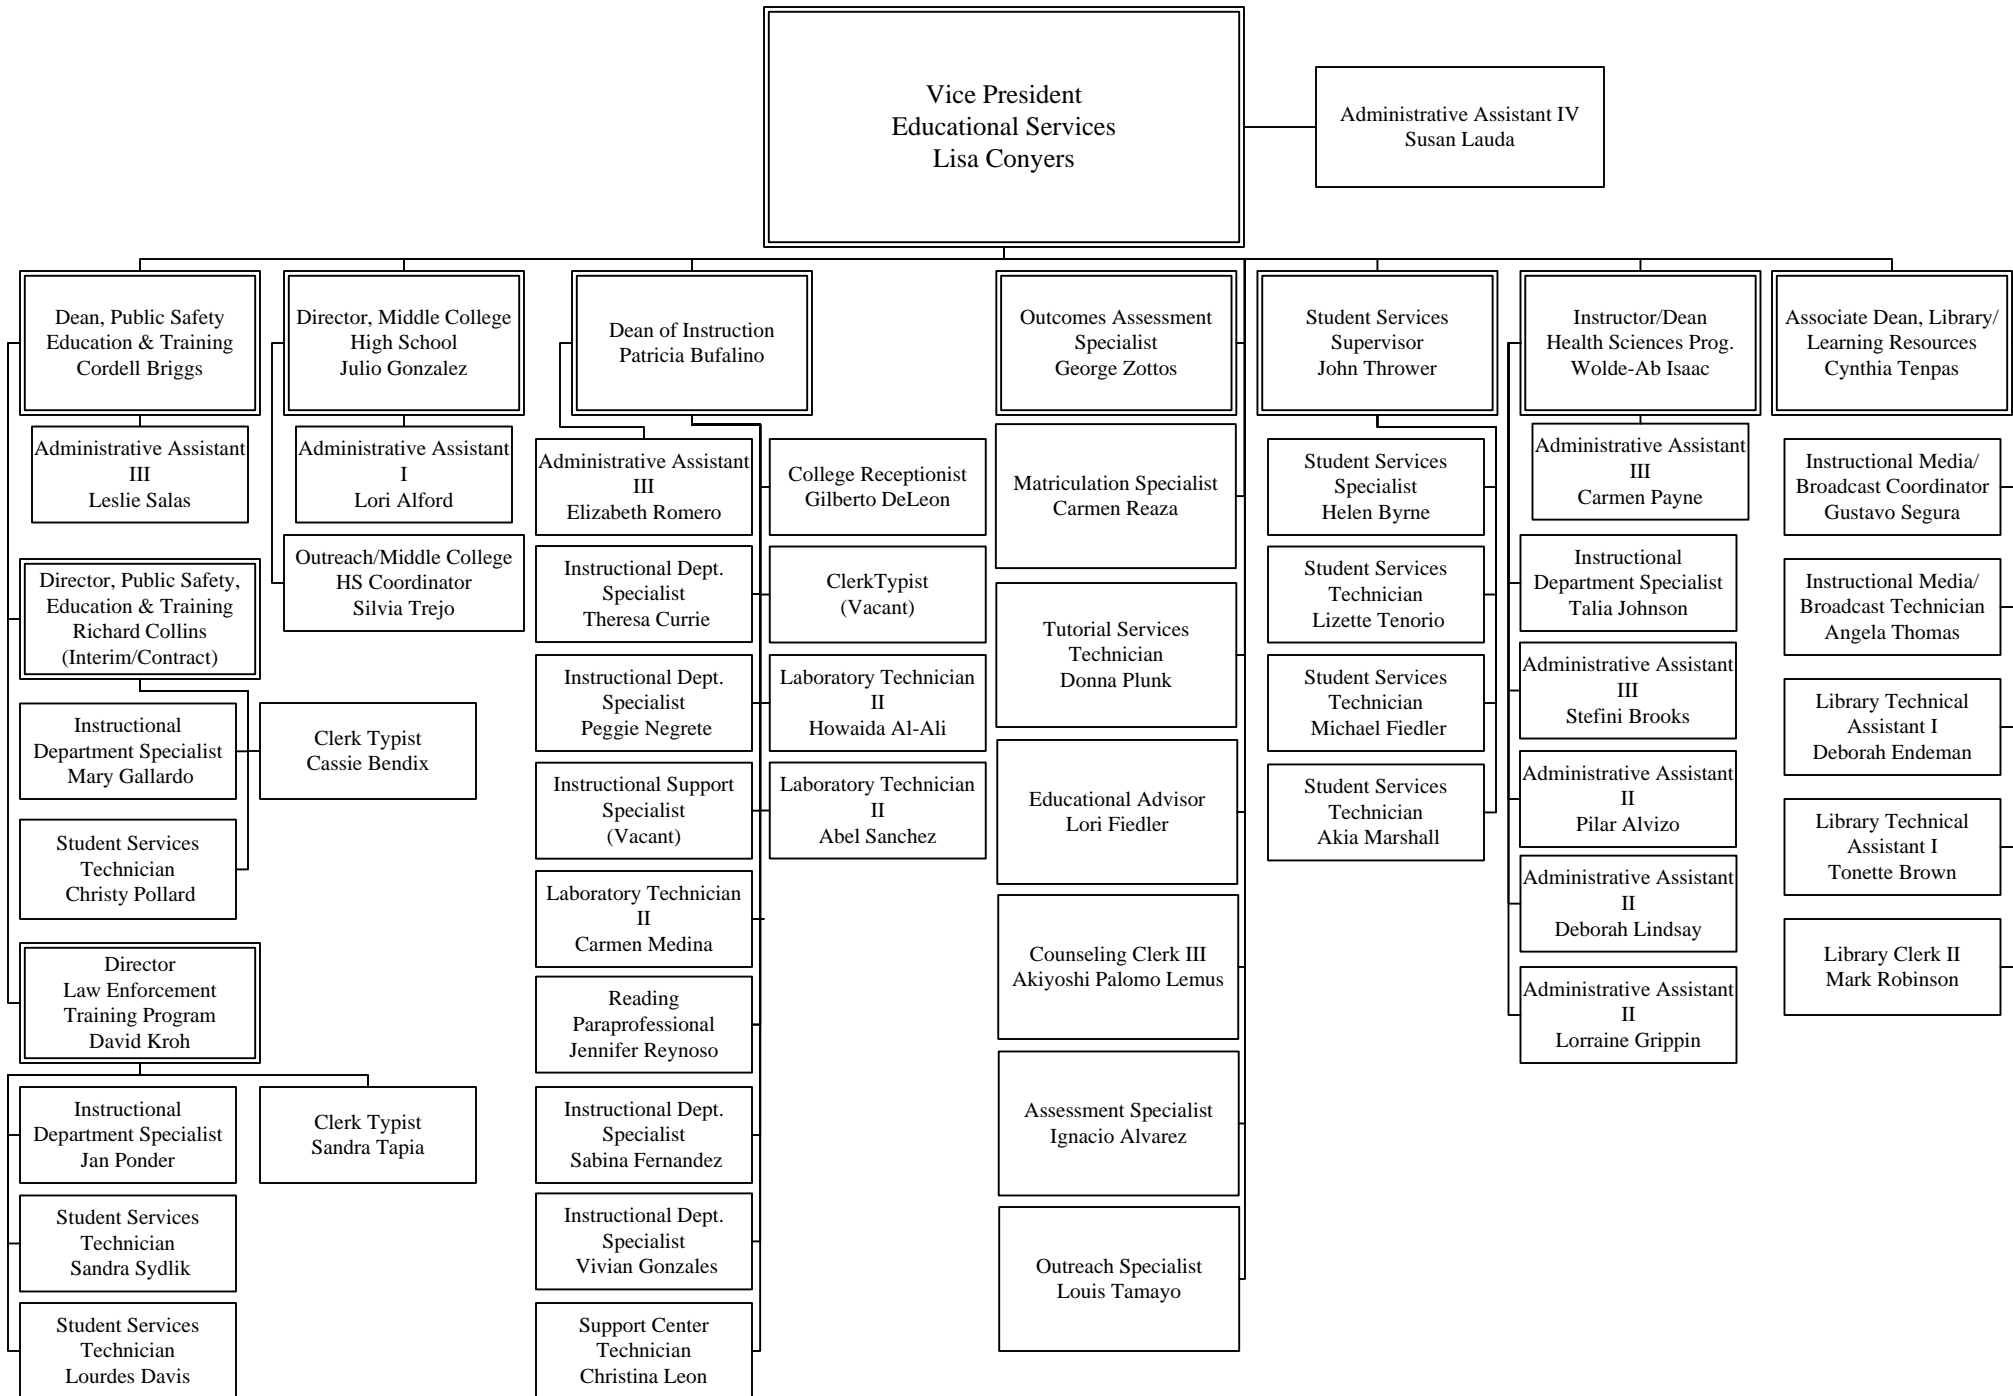 Vice President
Educational Services
Lisa Conyers
Administrative Assistant IV
Susan Lauda
Dean, Public Safety
Education & Training
Cordell Briggs
Director, Middle College
High School
Julio Gonzalez
Dean of Instruction
Patricia Bufalino
Outcomes Assessment
Specialist
George Zottos
Student Services
Supervisor
John Thrower
Instructor/Dean
Health Sciences Prog.
Wolde-Ab Isaac
Associate Dean, Library/
Learning Resources
Cynthia Tenpas
Administrative Assistant
III
Leslie Salas
Director, Public Safety,
Education & Training
Richard Collins
(Interim/Contract)
Instructional
Department Specialist
Mary Gallardo
Clerk Typist
Cassie Bendix
Student Services
Technician
Christy Pollard
Director
Law Enforcement
Training Program
David Kroh
Instructional
Department Specialist
Jan Ponder
Clerk Typist
Sandra Tapia
Student Services
Technician
Sandra Sydlik
Student Services
Technician
Lourdes Davis
Administrative Assistant
I
Lori Alford
Outreach/Middle College
HS Coordinator
Silvia Trejo
Administrative Assistant
III
Elizabeth Romero
Instructional Dept.
Specialist
Theresa Currie
Instructional Dept.
Specialist
Peggie Negrete
Instructional Support
Specialist
(Vacant)
Laboratory Technician
II
Carmen Medina
Reading
Paraprofessional
Jennifer Reynoso
Instructional Dept.
Specialist
Sabina Fernandez
Instructional Dept.
Specialist
Vivian Gonzales
Support Center
Technician
Christina Leon
College Receptionist
Gilberto DeLeon
ClerkTypist
(Vacant)
Laboratory Technician
II
Howaida Al-Ali
Laboratory Technician
II
Abel Sanchez
Matriculation Specialist
Carmen Reaza
Tutorial Services
Technician
Donna Plunk
Educational Advisor
Lori Fiedler
Counseling Clerk III
Akiyoshi Palomo Lemus
Assessment Specialist
Ignacio Alvarez
Outreach Specialist
Louis Tamayo
Student Services
Specialist
Helen Byrne
Student Services
Technician
Lizette Tenorio
Student Services
Technician
Michael Fiedler
Student Services
Technician
Akia Marshall
Administrative Assistant
III
Carmen Payne
Instructional
Department Specialist
Talia Johnson
Administrative Assistant
III
Stefini Brooks
Administrative Assistant
II
Pilar Alvizo
Administrative Assistant
II
Deborah Lindsay
Administrative Assistant
II
Lorraine Grippin
Instructional Media/
Broadcast Coordinator
Gustavo Segura
Instructional Media/
Broadcast Technician
Angela Thomas
Library Technical
Assistant I
Deborah Endeman
Library Technical
Assistant I
Tonette Brown
Library Clerk II
Mark Robinson